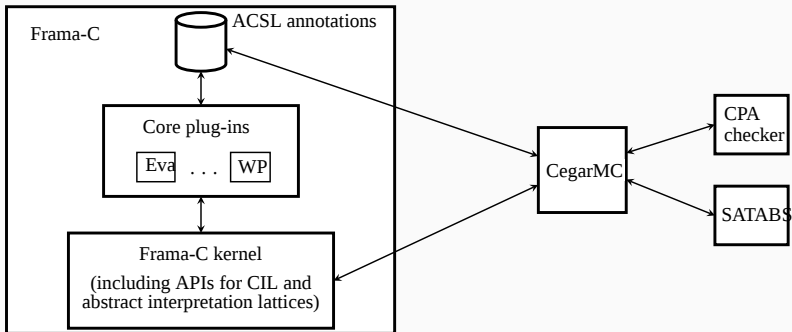 ACSL annotations
Frama-C
Core plug-ins
Eva . . . WP
Frama-C kernel
(including APIs for CIL and
abstract interpretation lattices)
CegarMC
CPA
checker
SATABS